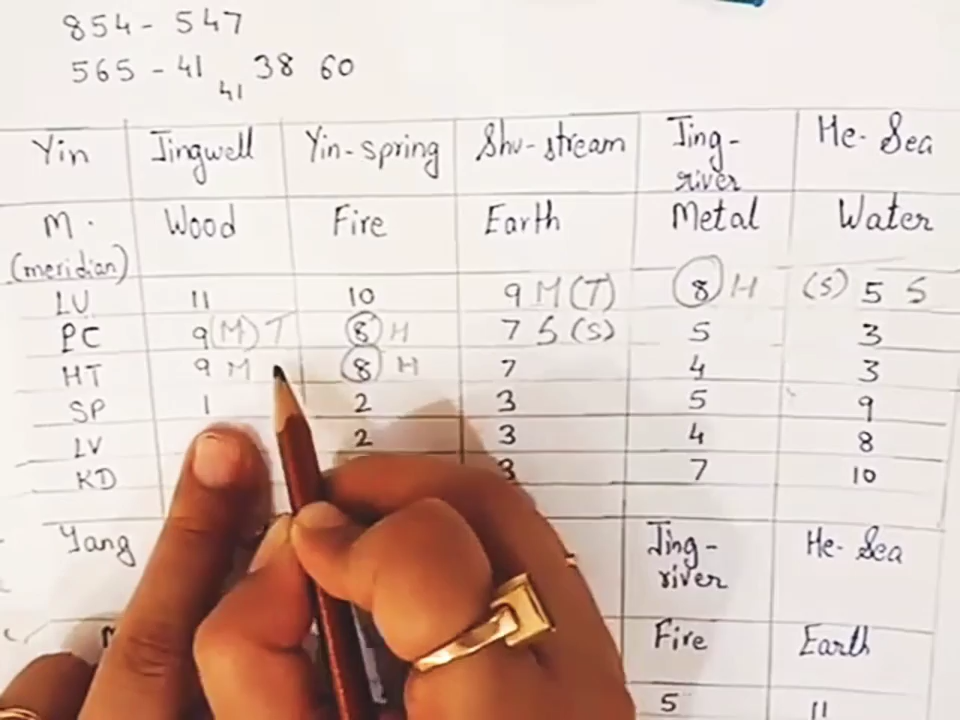 854 - 547
565 - 41 41 38 60
Yin Jingwell Yin-spring Shu-stream Jing-river He-Sea
M. (meridian) Wood Fire Earth Metal Water
LU 11 10 9 M (T) 8 H (S) 5 S
PC 9 (M) T 8 H 7 S (S) 5 3
HT 9 M 8 H 7 4 3
SP 1 2 3 5 9
LV 2 3 4 8
KD 3 7 10
Yang Jing-river He-Sea
Fire Earth
5 11